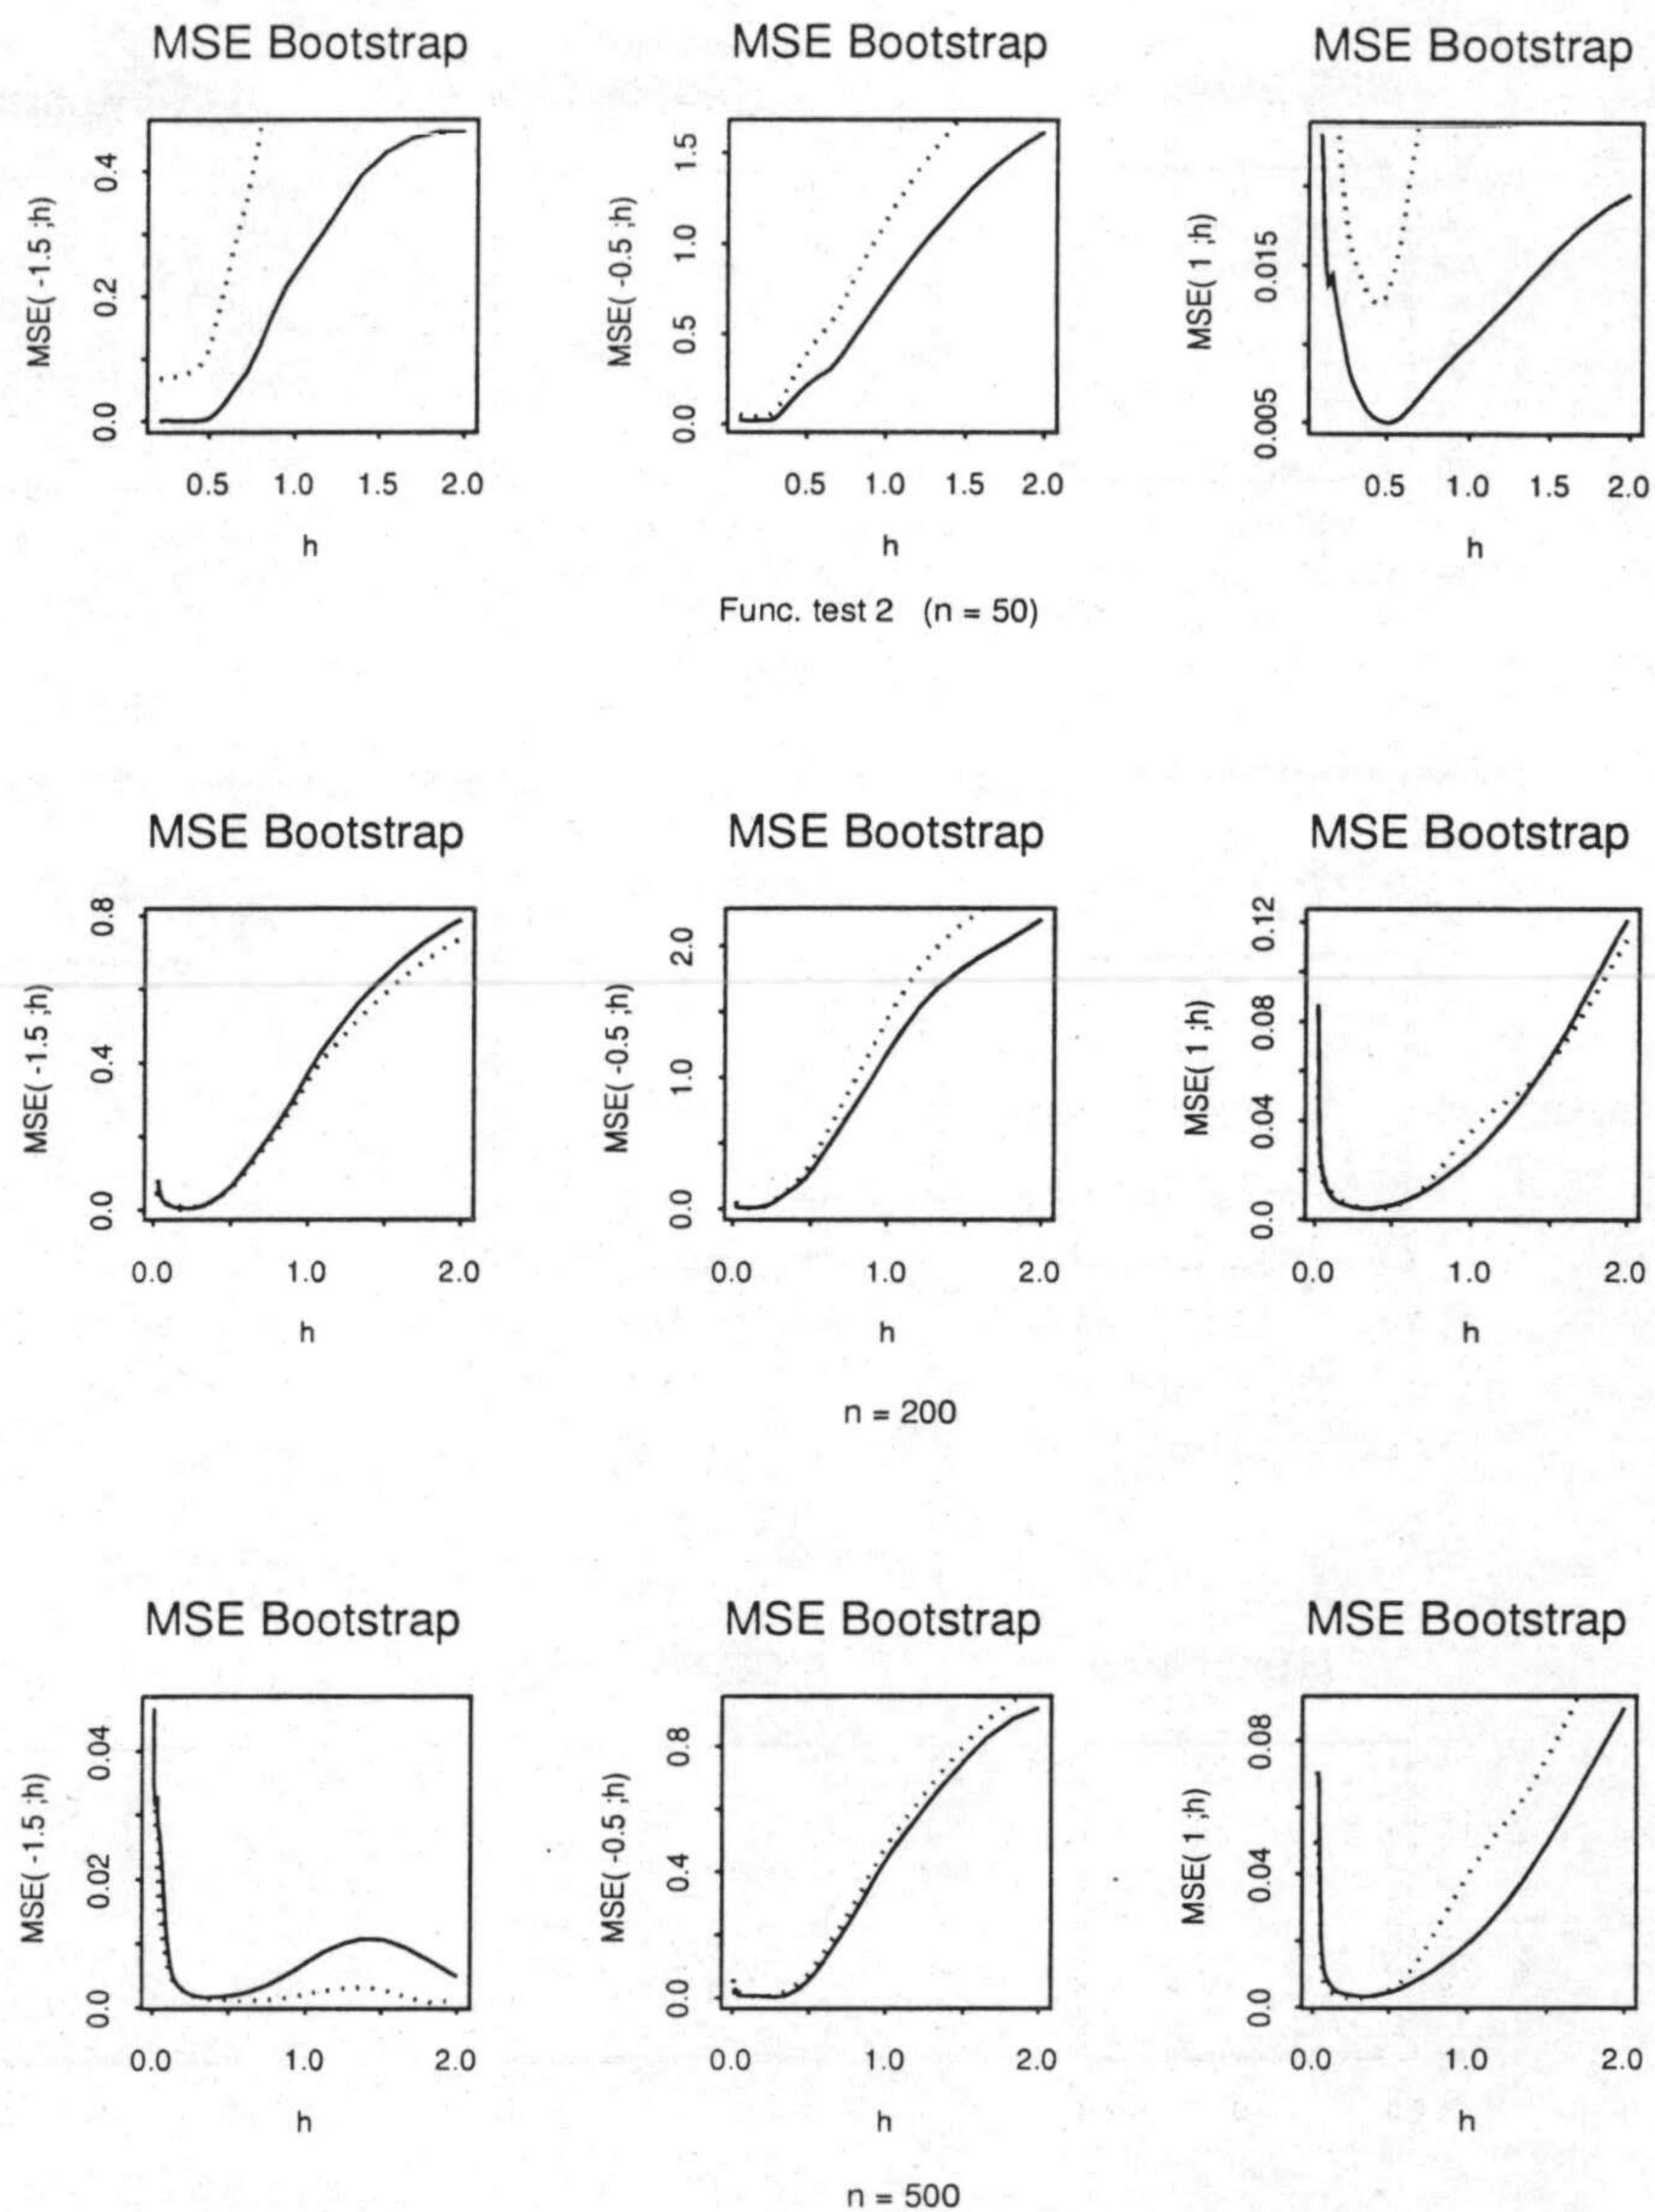 MSE Bootstrap
MSE Bootstrap
MSE Bootstrap
MSE( -1.5 ;h)
0.0 0.2 0.4
0.5 1.0 1.5 2.0
h
MSE( -0.5 ;h)
0.0 0.5 1.0 1.5
0.5 1.0 1.5 2.0
h
MSE( 1 ;h)
0.005 0.015
0.5 1.0 1.5 2.0
h
Func. test 2 (n = 50)
MSE Bootstrap
MSE Bootstrap
MSE Bootstrap
MSE( -1.5 ;h)
0.0 0.4 0.8
0.0 1.0 2.0
h
MSE( -0.5 ;h)
0.0 1.0 2.0
0.0 1.0 2.0
h
MSE( 1 ;h)
0.0 0.04 0.08 0.12
0.0 1.0 2.0
h
n = 200
MSE Bootstrap
MSE Bootstrap
MSE Bootstrap
MSE( -1.5 ;h)
0.0 0.02 0.04
0.0 1.0 2.0
h
MSE( -0.5 ;h)
0.0 0.4 0.8
0.0 1.0 2.0
h
MSE( 1 ;h)
0.0 0.04 0.08
0.0 1.0 2.0
h
n = 500